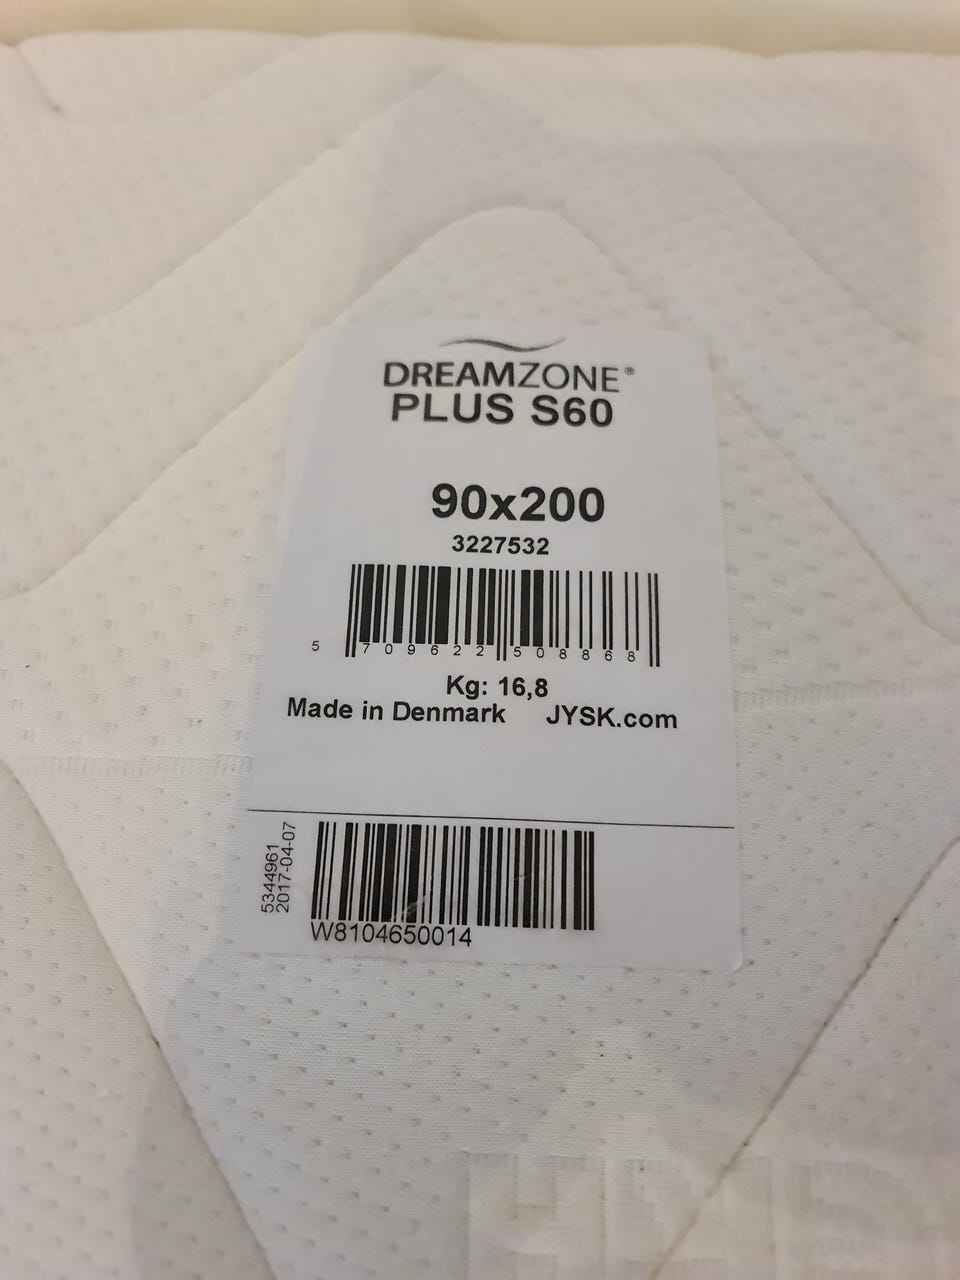 DREAMZONE®
PLUS S60
90x200
3227532
5 709622 508868
Kg: 16,8
Made in Denmark JYSK.com
5344961
2017-04-07
W8104650014